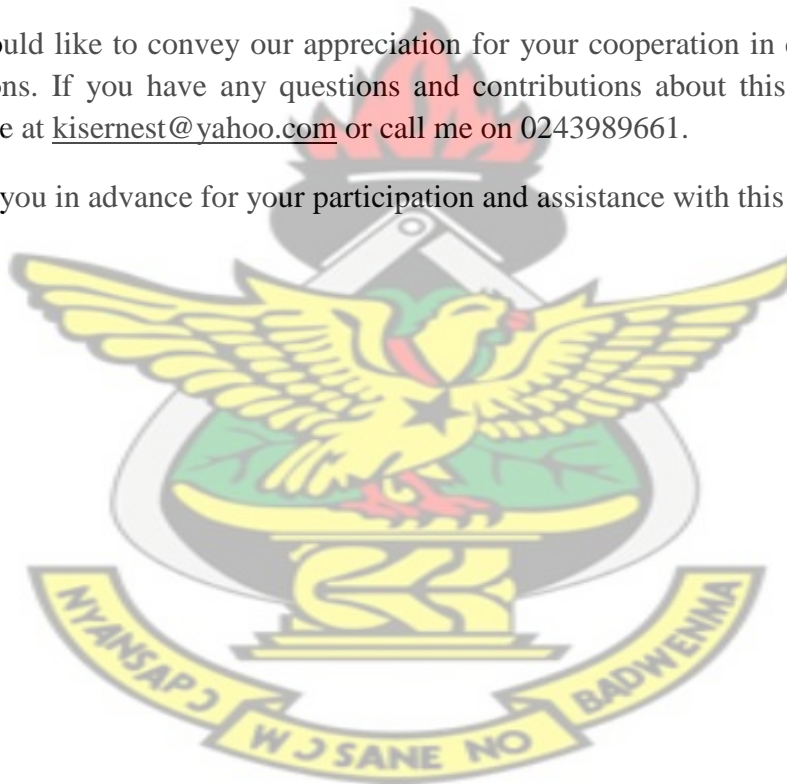 ould like to convey our appreciation for your cooperation in
ons. If you have any questions and contributions about this
e at kisernest@yahoo.com or call me on 0243989661.
you in advance for your participation and assistance with this
NYANSAPƆ WƆ SANE NO BADWENMA